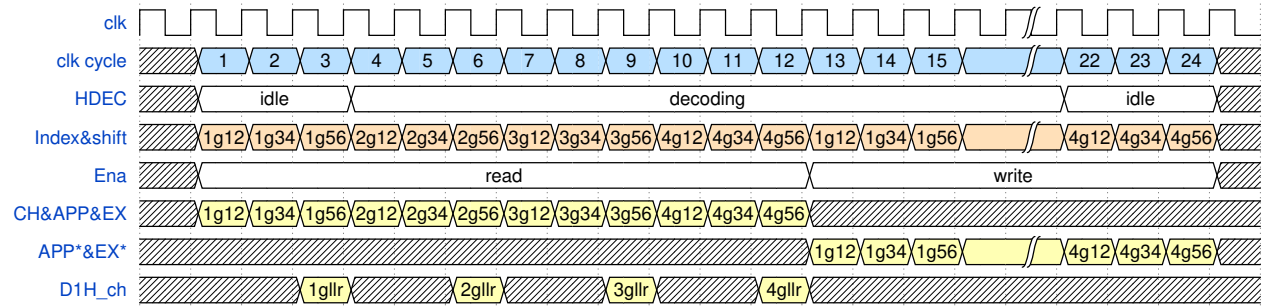 clk
clk cycle 1 2 3 4 5 6 7 8 9 10 11 12 13 14 15 22 23 24
HDEC idle decoding idle
Index&shift 1g12 1g34 1g56 2g12 2g34 2g56 3g12 3g34 3g56 4g12 4g34 4g56 1g12 1g34 1g56 4g12 4g34 4g56
Ena read write
CH&APP&EX 1g12 1g34 1g56 2g12 2g34 2g56 3g12 3g34 3g56 4g12 4g34 4g56
APP*&EX* 1g12 1g34 1g56 4g12 4g34 4g56
D1H_ch 1gllr 2gllr 3gllr 4gllr